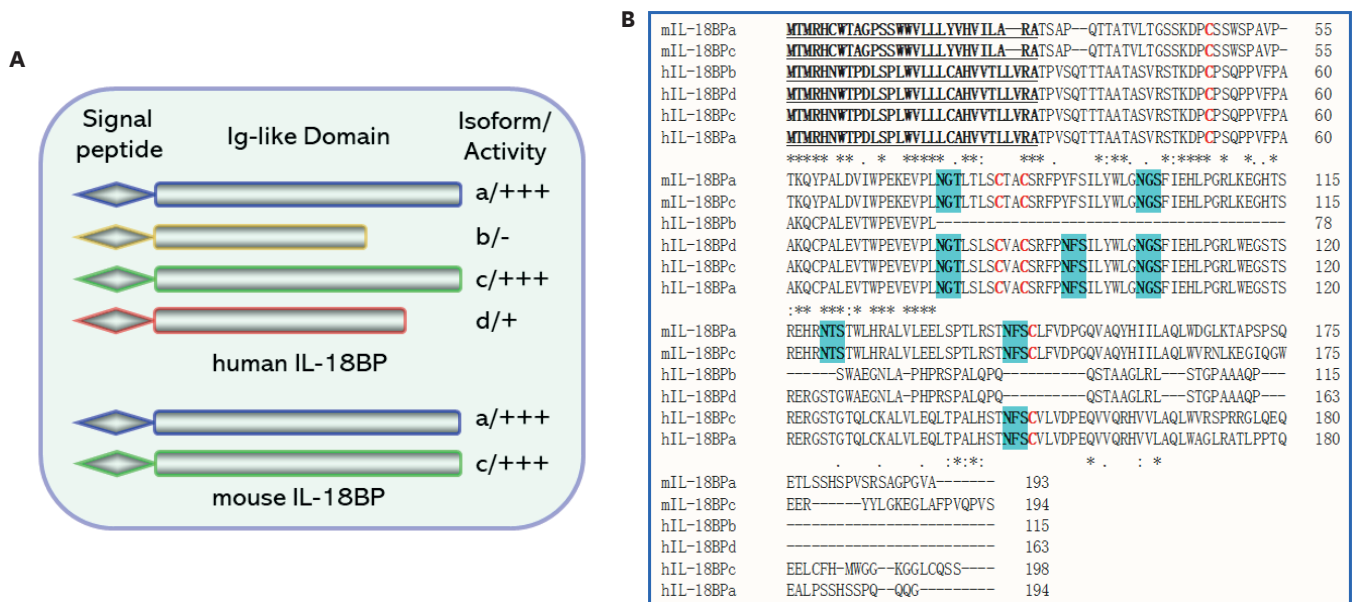 A
Signal
peptide
Ig-like Domain
Isoform/
Activity
a/+++
b/-
c/+++
d/+
human IL-18BP
a/+++
c/+++
mouse IL-18BP
B
mIL-18BPa MTMRHCWTAGPSSWWVLLLYVHVILA--RATSAP--QTTATVLTGSSKDPCSSWSPAVP- 55
mIL-18BPc MTMRHCWTAGPSSWWVLLLYVHVILA--RATSAP--QTTATVLTGSSKDPCSSWSPAVP- 55
hIL-18BPb MTMRHNWTPDLSPLWVLLLCAHVVTLLVRATPVSQTTTAATASVRSTKDPCPSQPPVFPA 60
hIL-18BPd MTMRHNWTPDLSPLWVLLLCAHVVTLLVRATPVSQTTTAATASVRSTKDPCPSQPPVFPA 60
hIL-18BPc MTMRHNWTPDLSPLWVLLLCAHVVTLLVRATPVSQTTTAATASVRSTKDPCPSQPPVFPA 60
hIL-18BPa MTMRHNWTPDLSPLWVLLLCAHVVTLLVRATPVSQTTTAATASVRSTKDPCPSQPPVFPA 60
***** ** . * ****** .**: *** . *:** . . *:**** * *..*
mIL-18BPa TKQYPALDVIWPEKEVPLNGTLTLSCTACSRFPYFSILYWLGNGSFIEHLPGRLKEGHTS 115
mIL-18BPc TKQYPALDVIWPEKEVPLNGTLTLSCTACSRFPYFSILYWLGNGSFIEHLPGRLKEGHTS 115
hIL-18BPb AKQCPALEVTWPEVEVPL------------------------------------------ 78
hIL-18BPd AKQCPALEVTWPEVEVPLNGTLSLSCVACSRFPNFSILYWLGNGSFIEHLPGRLWEGSTS 120
hIL-18BPc AKQCPALEVTWPEVEVPLNGTLSLSCVACSRFPNFSILYWLGNGSFIEHLPGRLWEGSTS 120
hIL-18BPa AKQCPALEVTWPEVEVPLNGTLSLSCVACSRFPNFSILYWLGNGSFIEHLPGRLWEGSTS 120
:** ***:* *** ****
mIL-18BPa REHRNTSTWLHRALVLEELSPTLRSTNFSCLFVDPGQVAQYHIILAQLWDGLKTAPSPSQ 175
mIL-18BPc REHRNTSTWLHRALVLEELSPTLRSTNFSCLFVDPGQVAQYHIILAQLWVRNLKEGIQGW 175
hIL-18BPb ------SWAEGNLA-PHPRSPALQPQ----------QSTAAGLRL---STGPAAAQP--- 115
hIL-18BPd RERGSTGWAEGNLA-PHPRSPALQPQ----------QSTAAGLRL---STGPAAAQP--- 163
hIL-18BPc RERGSTGTQLCKALVLEQLTPALHSTNFSCVLVDPEQVVQRHVVLAQLWVRSPRRGLQEQ 180
hIL-18BPa RERGSTGTQLCKALVLEQLTPALHSTNFSCVLVDPEQVVQRHVVLAQLWAGLRATLPPTQ 180
. . . :*:*: * . : *
mIL-18BPa ETLSSHSPVSRSAGPGVA------- 193
mIL-18BPc EER------YYLGKEGLAFPVQPVS 194
hIL-18BPb ------------------------- 115
hIL-18BPd ------------------------- 163
hIL-18BPc EELCFH-MWGG--KGGLCQSS---- 198
hIL-18BPa EALPSSHSSPQ--QQG--------- 194